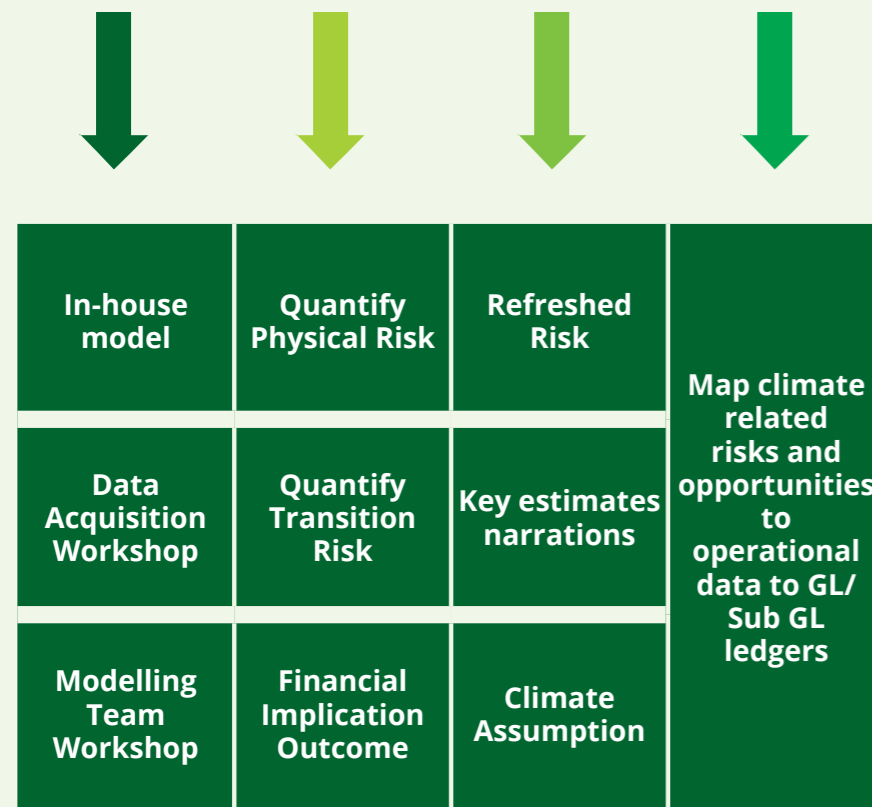 In-house
model
Quantify
Physical Risk
Refreshed
Risk
Map climate
related
risks and
opportunities
to
operational
data to GL/
Sub GL
ledgers
Data
Acquisition
Workshop
Quantify
Transition
Risk
Key estimates
narrations
Modelling
Team
Workshop
Financial
Implication
Outcome
Climate
Assumption